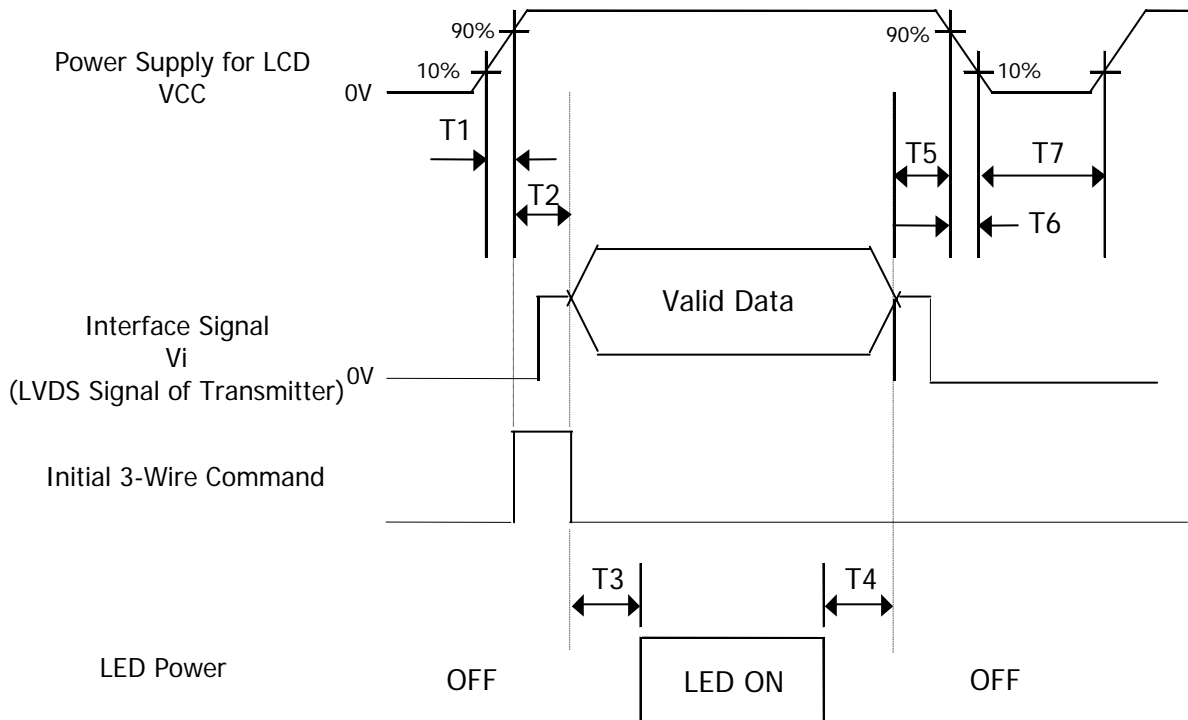 90%
90%
Power Supply for LCD
VCC
10%
10%
0V
T1
T5
T7
T2
T6
Valid Data
Interface Signal
Vi
(LVDS Signal of Transmitter)
0V
Initial 3-Wire Command
T3
T4
LED Power
OFF
LED ON
OFF